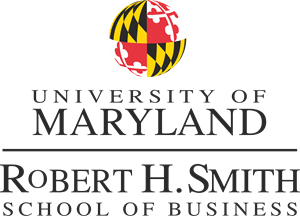 UNIVERSITY OF
MARYLAND
ROBERT H. SMITH
SCHOOL OF BUSINESS